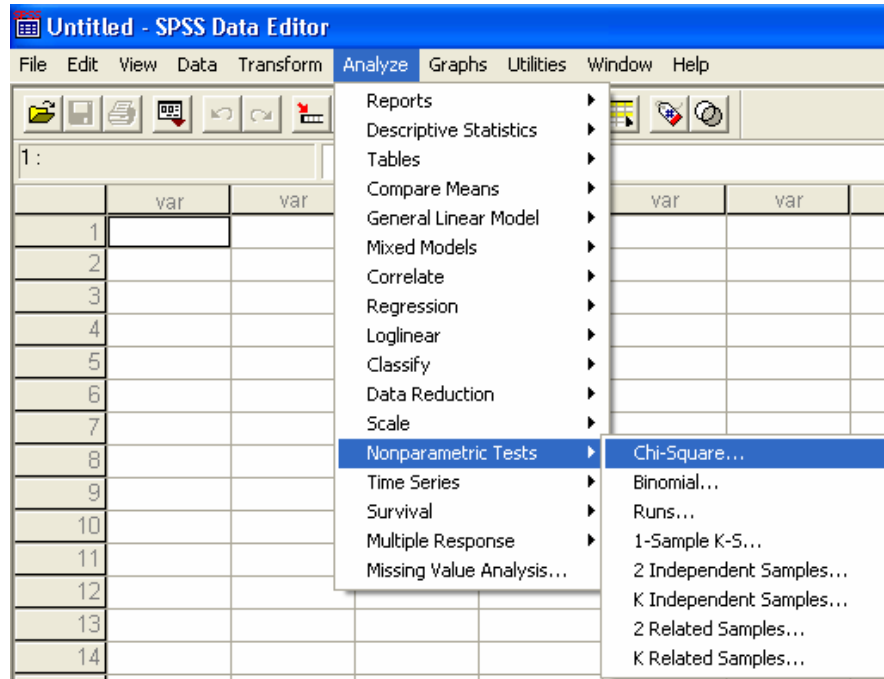 Untitled - SPSS Data Editor
File Edit View Data Transform Analyze Graphs Utilities Window Help
1 :
var var var var
1
2
3
4
5
6
7
8
9
10
11
12
13
14
Reports
Descriptive Statistics
Tables
Compare Means
General Linear Model
Mixed Models
Correlate
Regression
Loglinear
Classify
Data Reduction
Scale
Nonparametric Tests
Time Series
Survival
Multiple Response
Missing Value Analysis...
Chi-Square...
Binomial...
Runs...
1-Sample K-S...
2 Independent Samples...
K Independent Samples...
2 Related Samples...
K Related Samples...